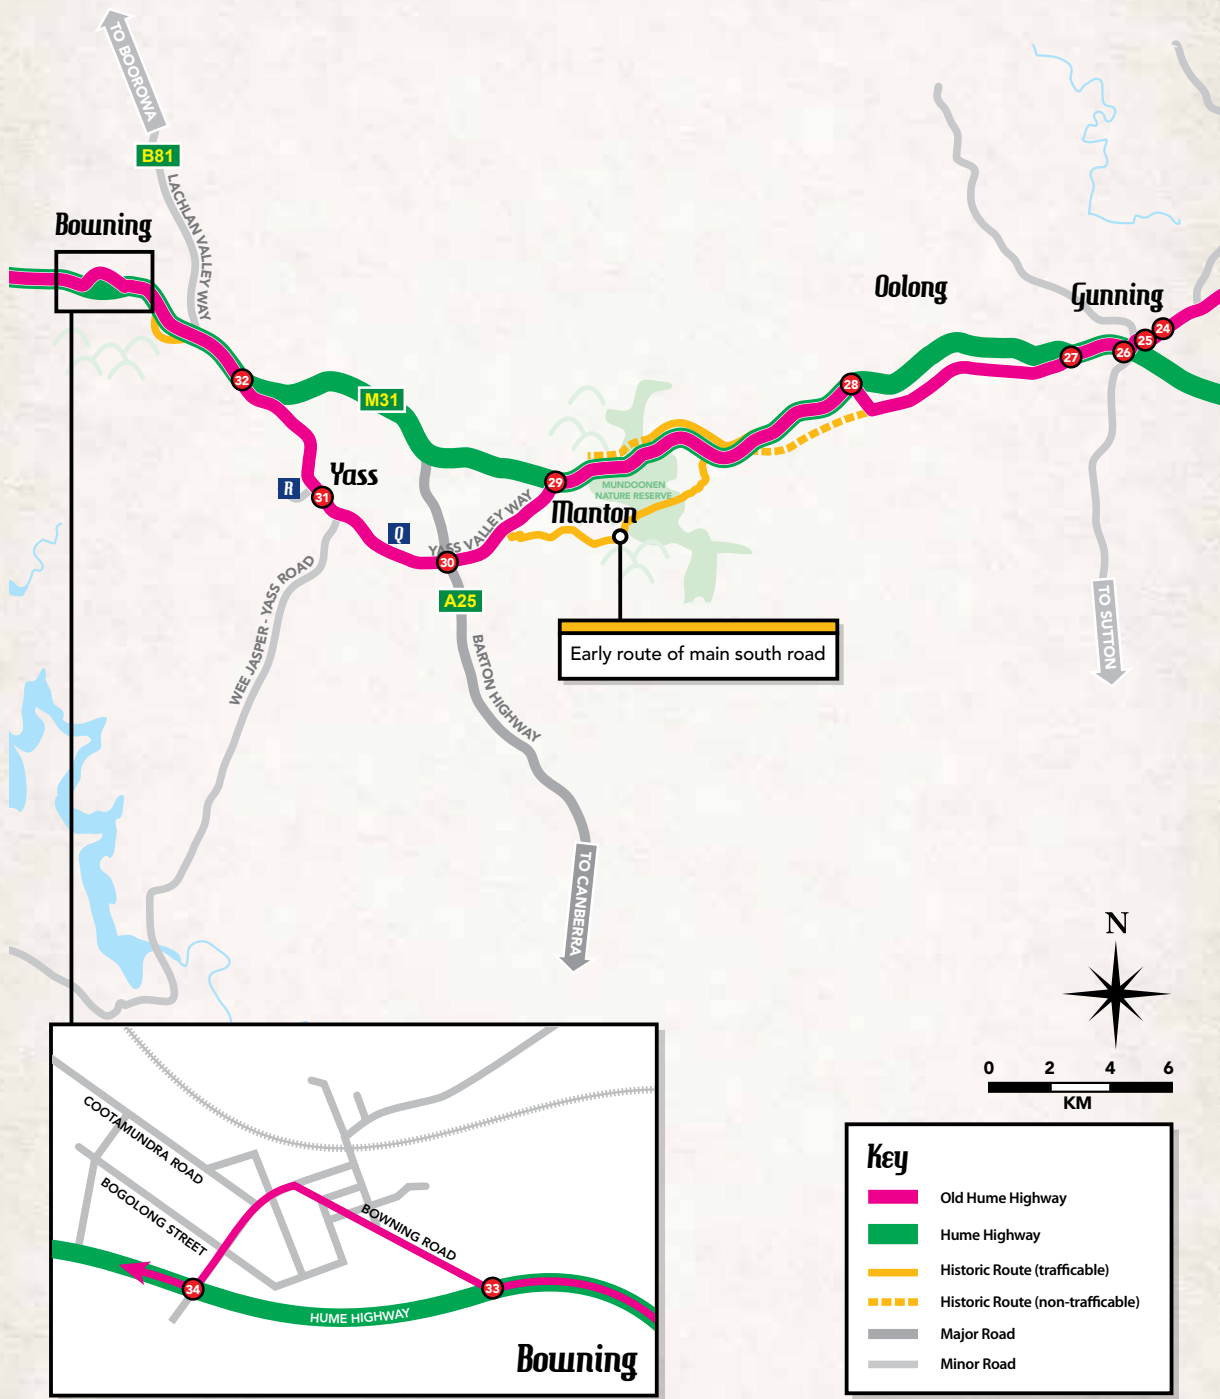 TO BOOROWA
B81
LACHLAN VALLEY WAY
Bowning
Oolong
Gunning
24
25
26
27
28
32
M31
Yass
R
31
29
MUNDOONEN
NATURE RESERVE
Manton
Q
YASS VALLEY WAY
30
A25
WEE JASPER - YASS ROAD
BARTON HIGHWAY
TO SUTTON
Early route of main south road
TO CANBERRA
N
0 2 4 6
KM
COOTAMUNDRA ROAD
BOGOLONG STREET
BOWNING ROAD
34
33
HUME HIGHWAY
Bowning
Key
Old Hume Highway
Hume Highway
Historic Route (trafficable)
Historic Route (non-trafficable)
Major Road
Minor Road